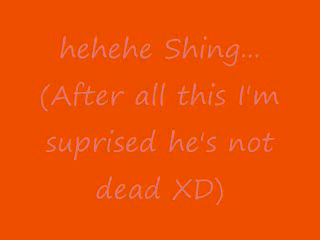 hehehe Shing...
(After all this I'm
suprised he's not
dead XD)